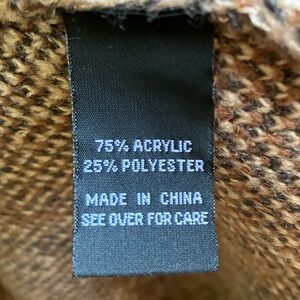 75% ACRYLIC
25% POLYESTER
MADE IN CHINA
SEE OVER FOR CARE